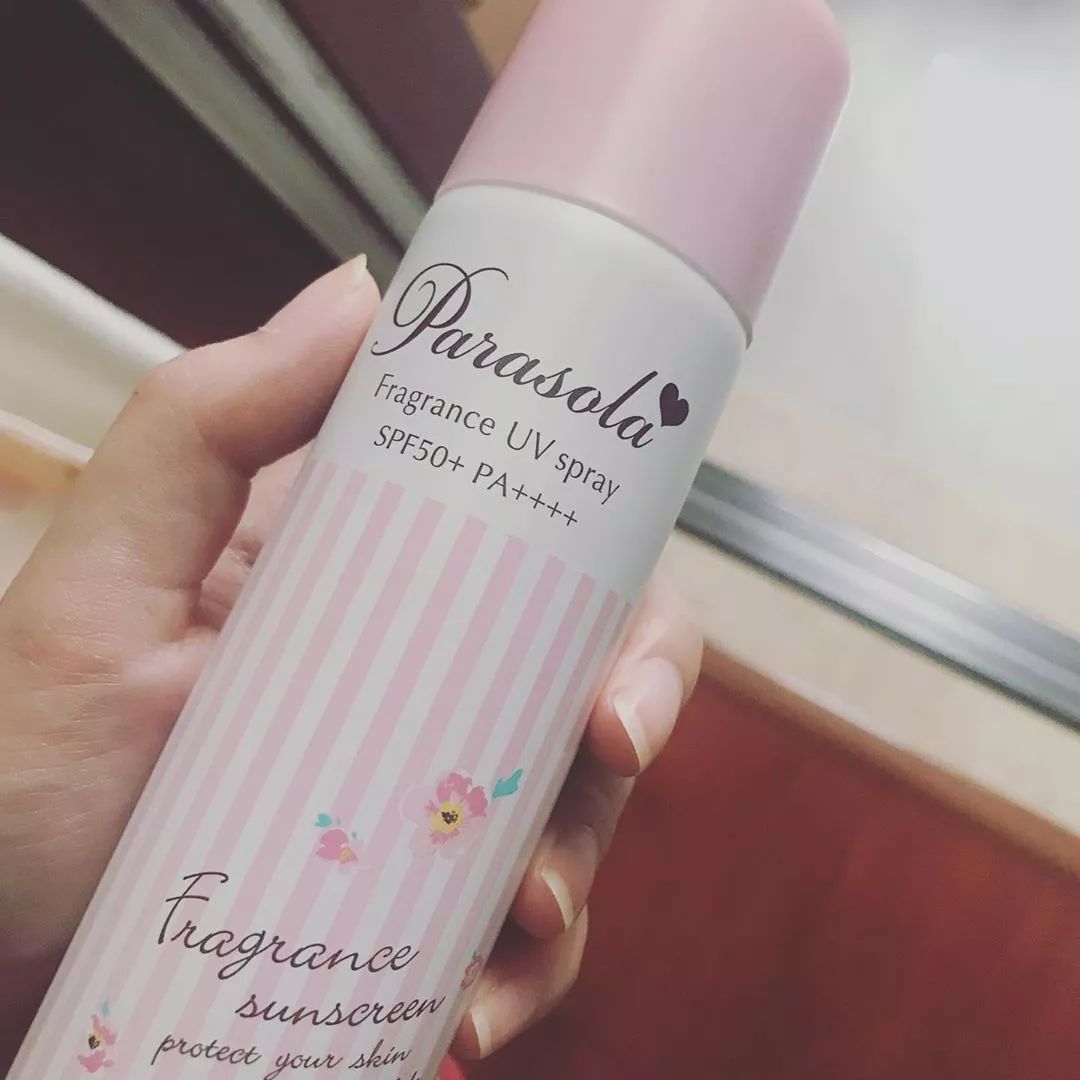 Parasola
Fragrance UV spray
SPF50+ PA++++
Fragrance
sunscreen
protect your skin